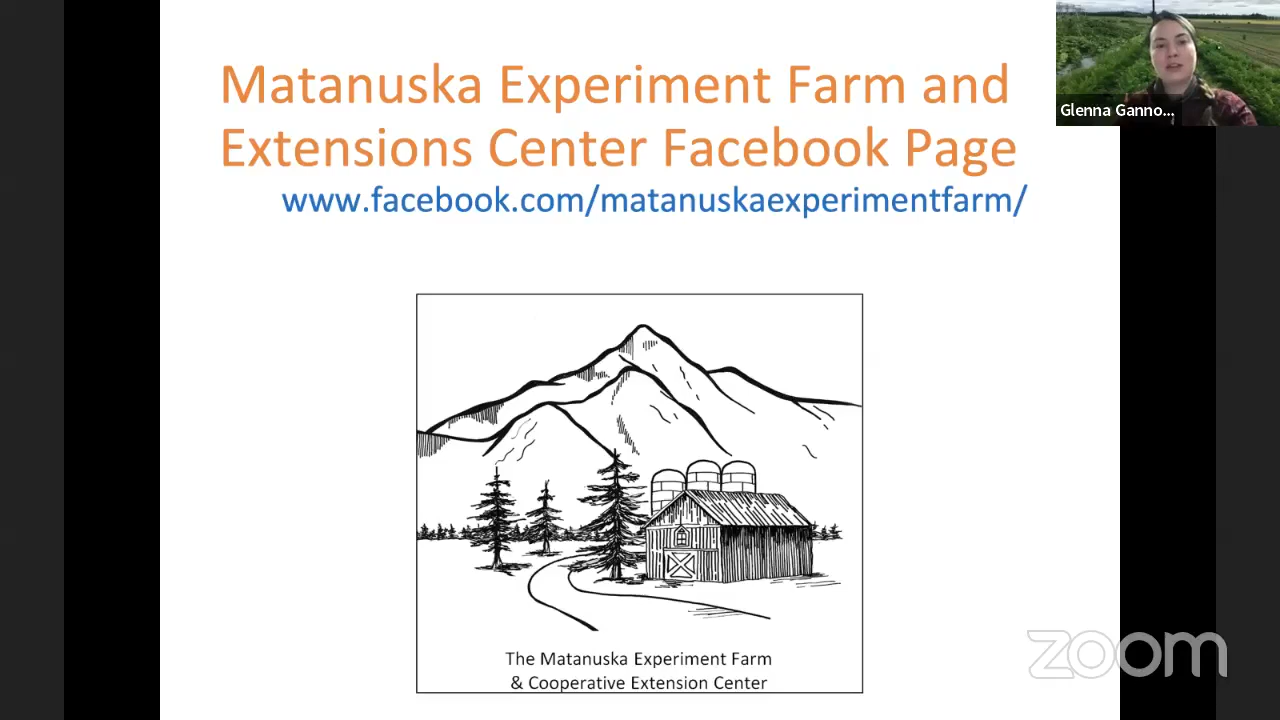 Matanuska Experiment Farm and
Extensions Center Facebook Page
www.facebook.com/matanuskaexperimentfarm/
Glenna Ganno...
The Matanuska Experiment Farm
& Cooperative Extension Center
zoom